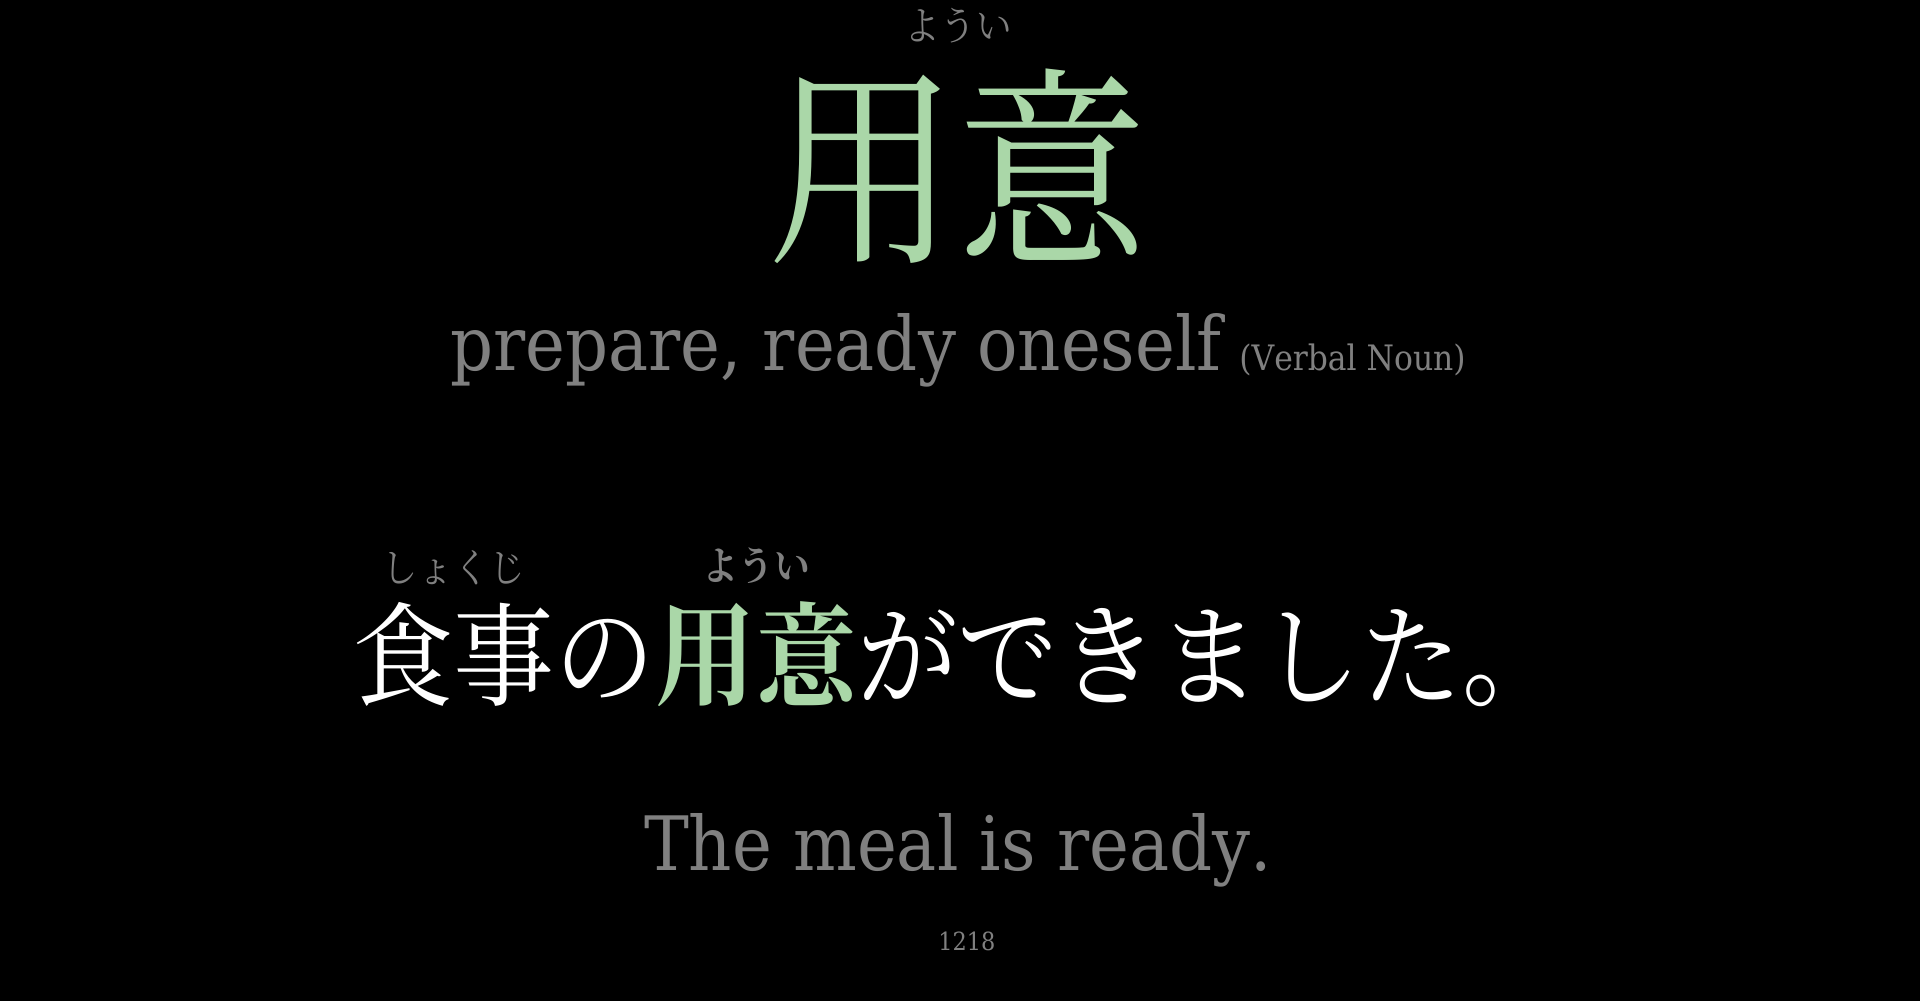 ようい
用意
prepare, ready oneself (Verbal Noun)
しょくじ ようい
食事の用意ができました。
The meal is ready.
1218